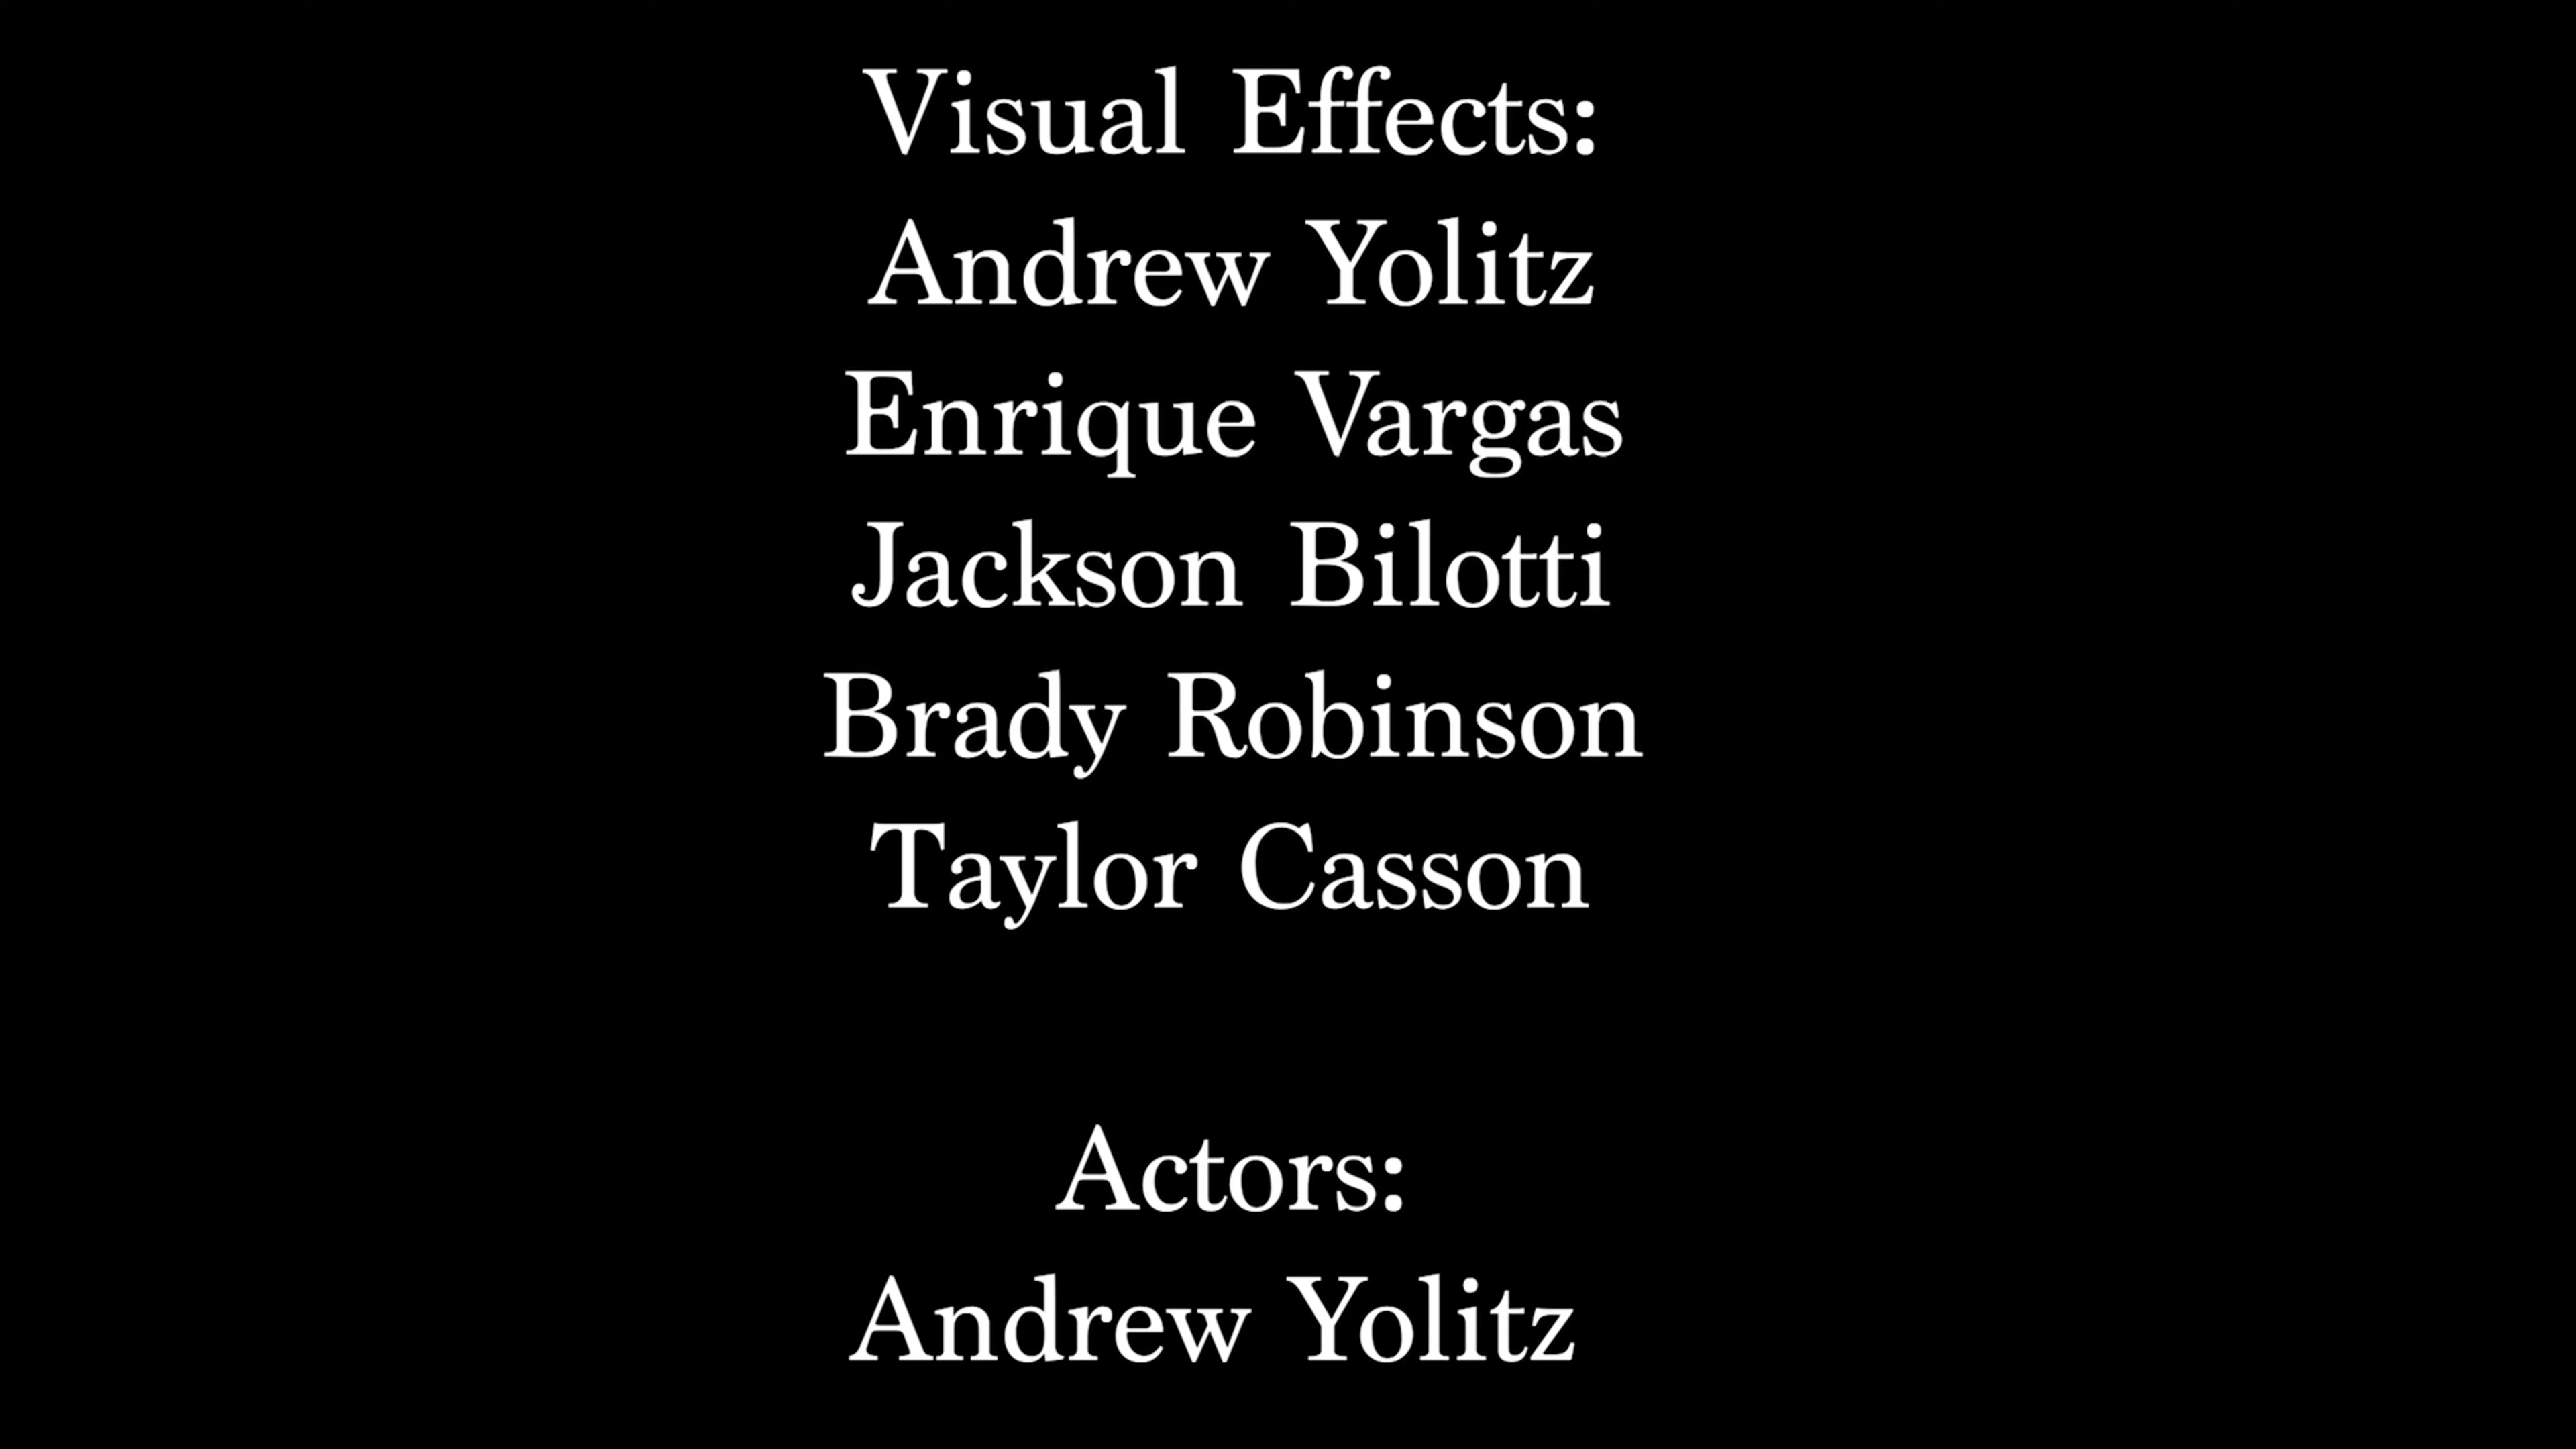 Visual Effects:
Andrew Yolitz
Enrique Vargas
Jackson Bilotti
Brady Robinson
Taylor Casson
Actors:
Andrew Yolitz